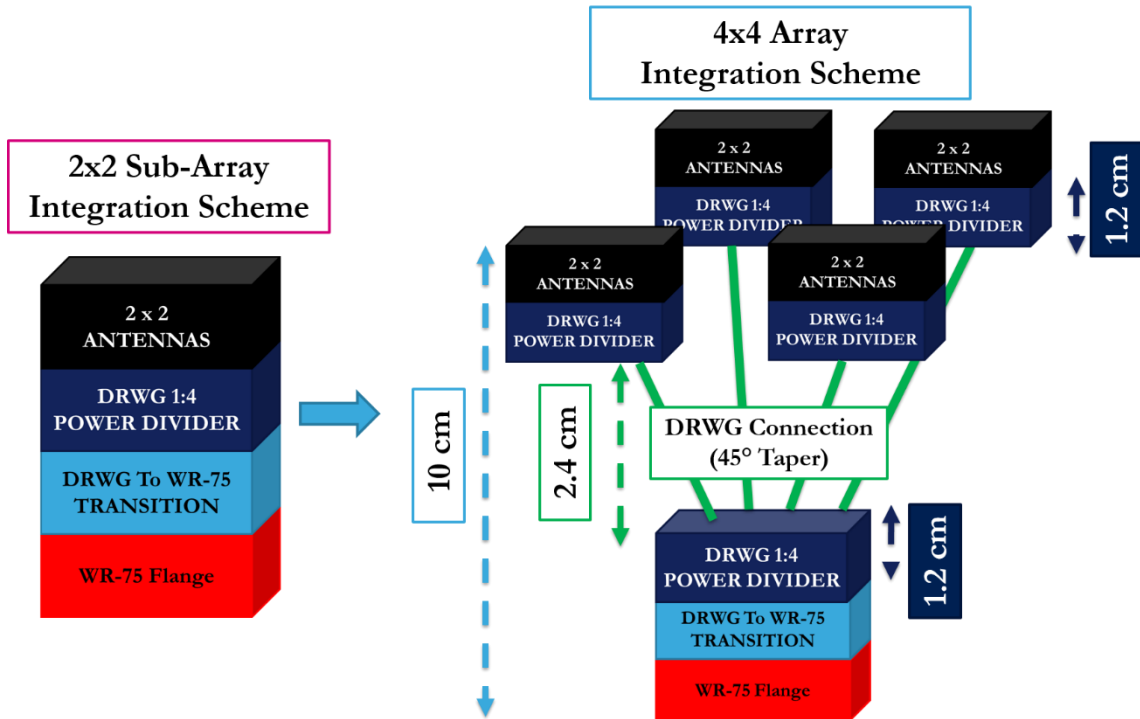 2x2 Sub-Array
Integration Scheme
2 x 2
ANTENNAS
DRWG 1:4
POWER DIVIDER
DRWG To WR-75
TRANSITION
WR-75 Flange
4x4 Array
Integration Scheme
2 x 2
ANTENNAS
DRWG 1:4
POWER DIVIDER
2 x 2
ANTENNAS
DRWG 1:4
POWER DIVIDER
1.2 cm
2 x 2
ANTENNAS
DRWG 1:4
POWER DIVIDER
2 x 2
ANTENNAS
DRWG 1:4
POWER DIVIDER
10 cm
2.4 cm
DRWG Connection
(45° Taper)
DRWG 1:4
POWER DIVIDER
1.2 cm
DRWG To WR-75
TRANSITION
WR-75 Flange